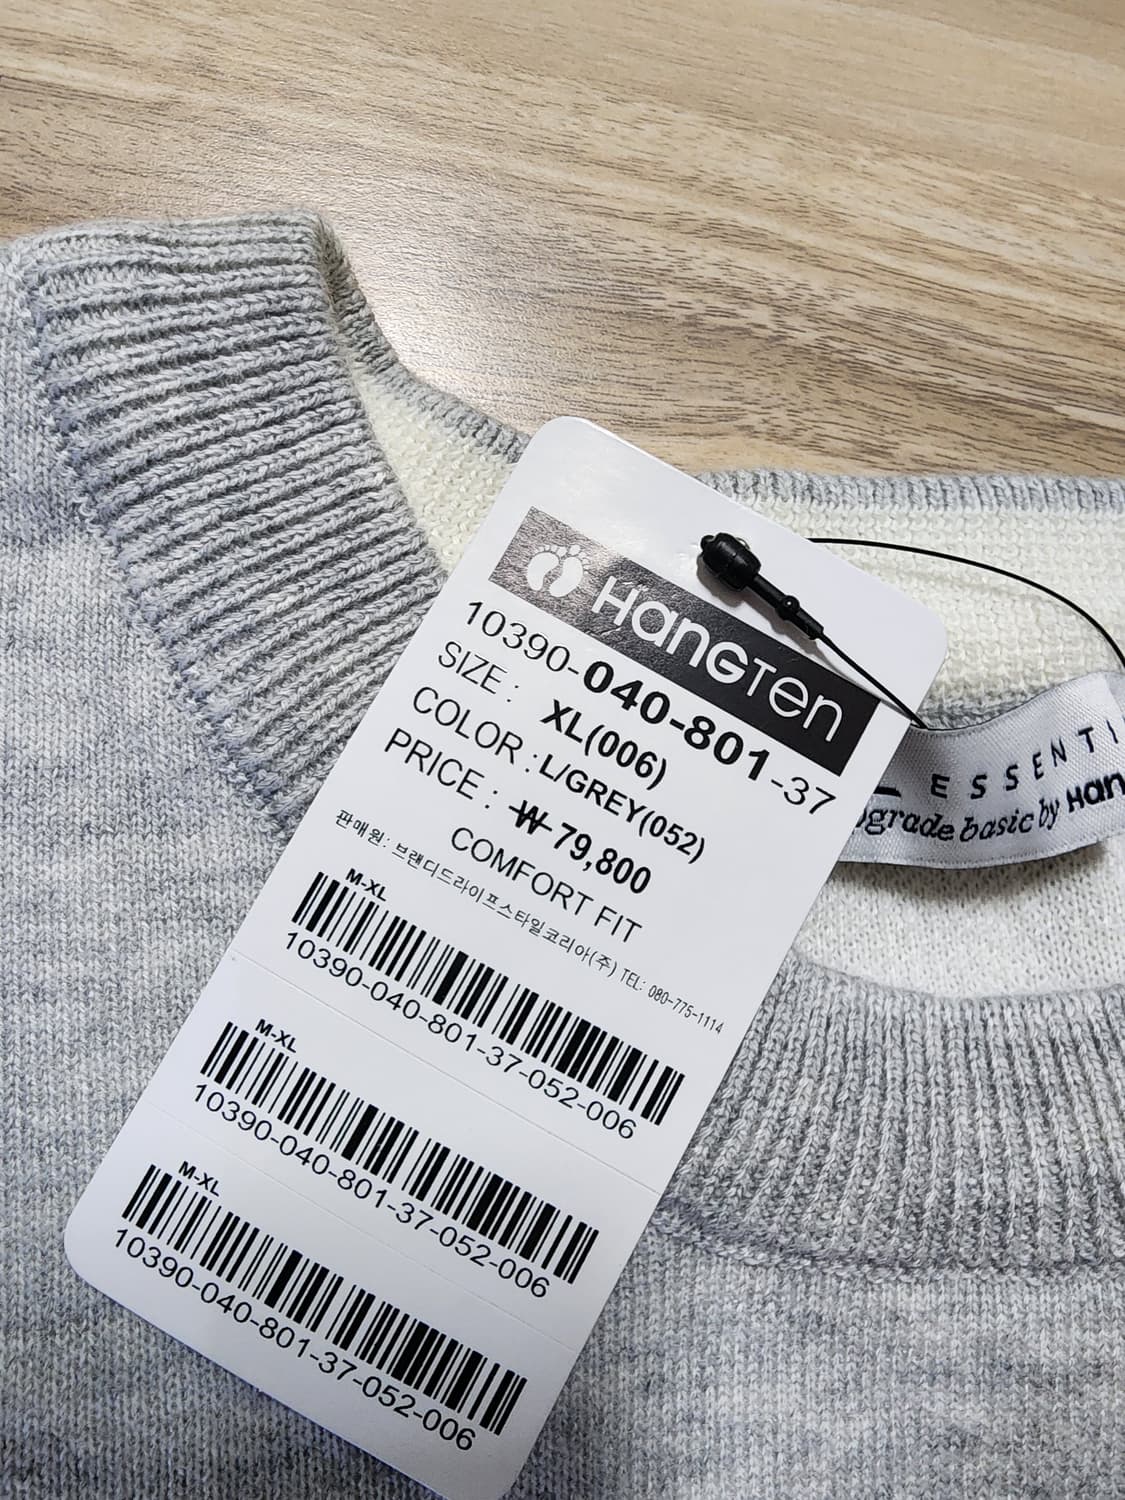 HANGTEN
10390-040-801-37
SIZE : XL(006)
COLOR : L/GREY(052)
PRICE : ₩ 79,800
COMFORT FIT
판매원: 브랜디드라이프스타일코리아(주) TEL: 080-775-1114
M-XL
10390-040-801-37-052-006
M-XL
10390-040-801-37-052-006
M-XL
10390-040-801-37-052-006
ESSENTI
basic by Han